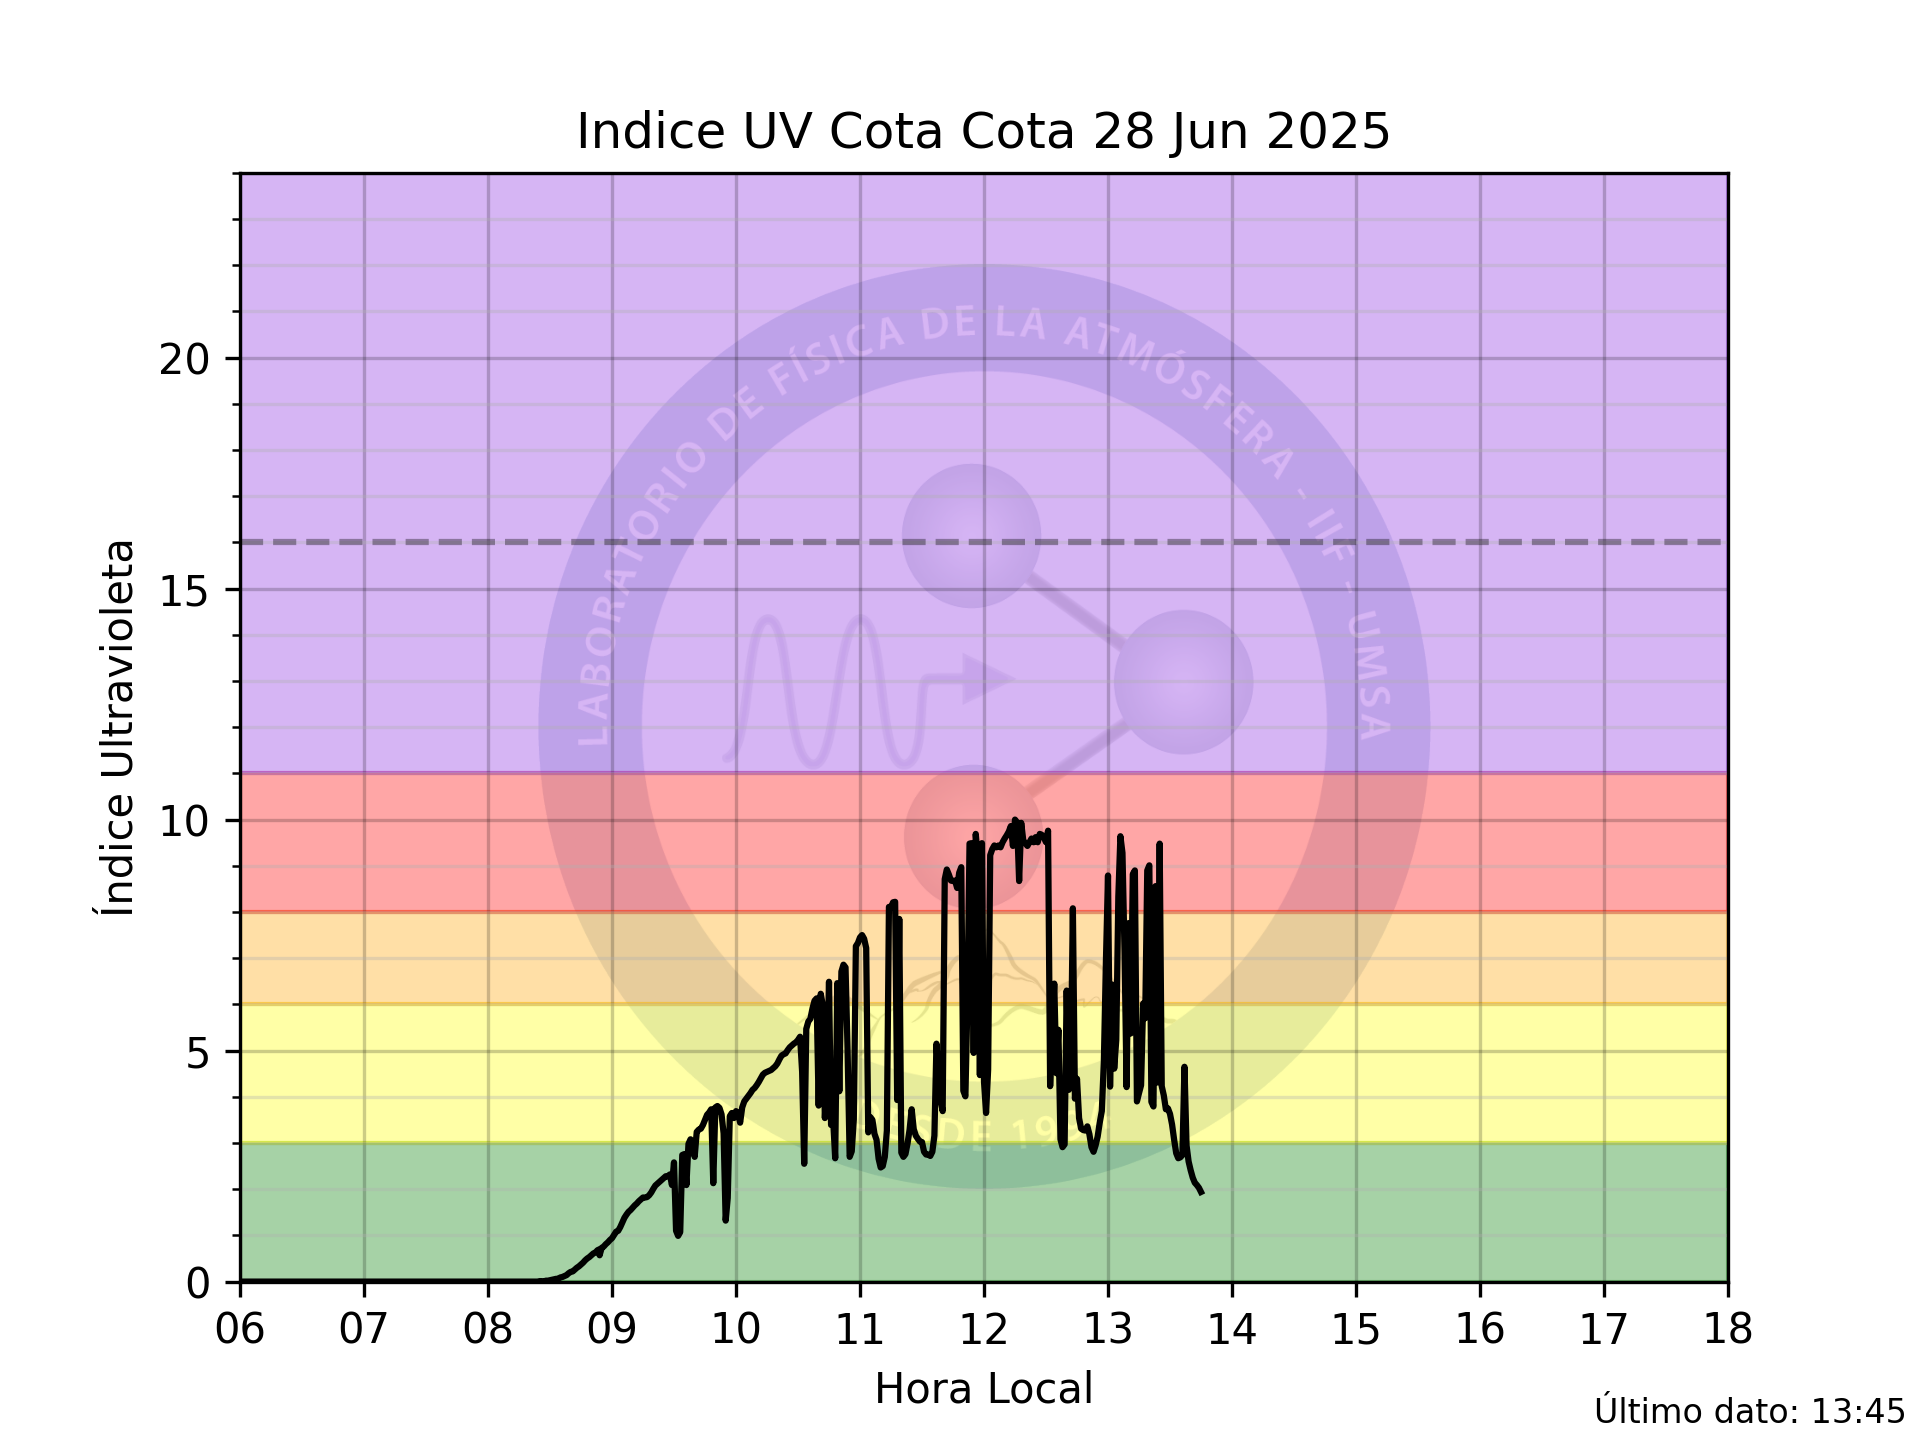 Indice UV Cota Cota 28 Jun 2025
Índice Ultravioleta
20
15
10
5
0
LABORATORIO DE FÍSICA DE LA ATMÓSFERA - IIF - UMSA
06 07 08 09 10 11 12 13 14 15 16 17 18
Hora Local
Último dato: 13:45